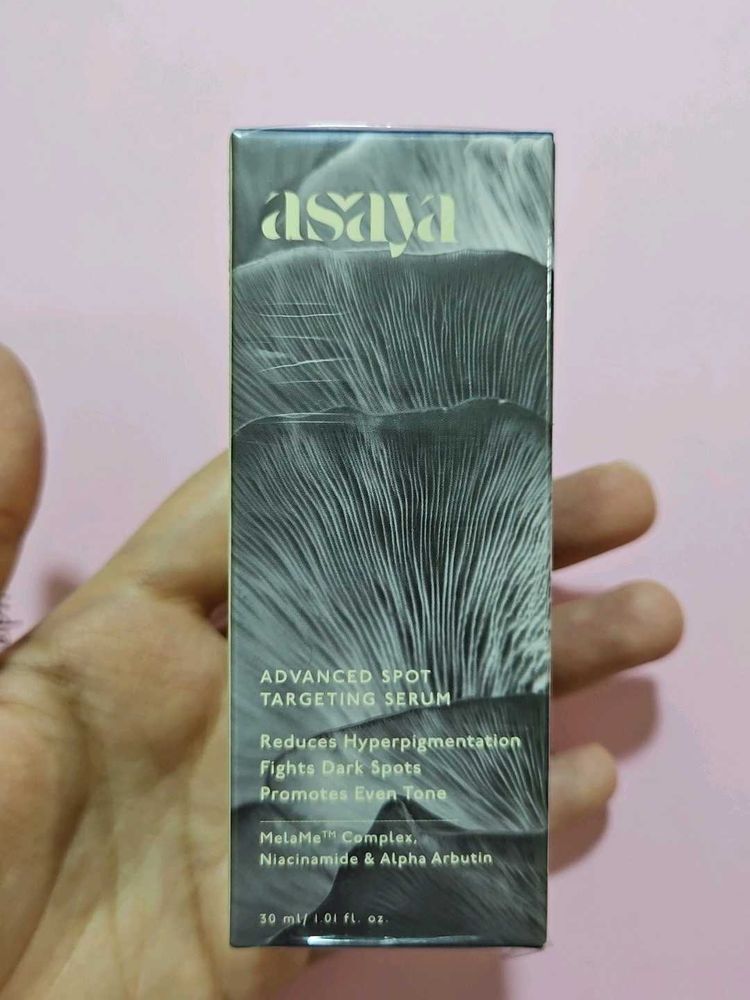 asaya
ADVANCED SPOT
TARGETING SERUM
Reduces Hyperpigmentation
Fights Dark Spots
Promotes Even Tone
MelaMe™ Complex,
Niacinamide & Alpha Arbutin
30 ml/ 1.01 fl. oz.